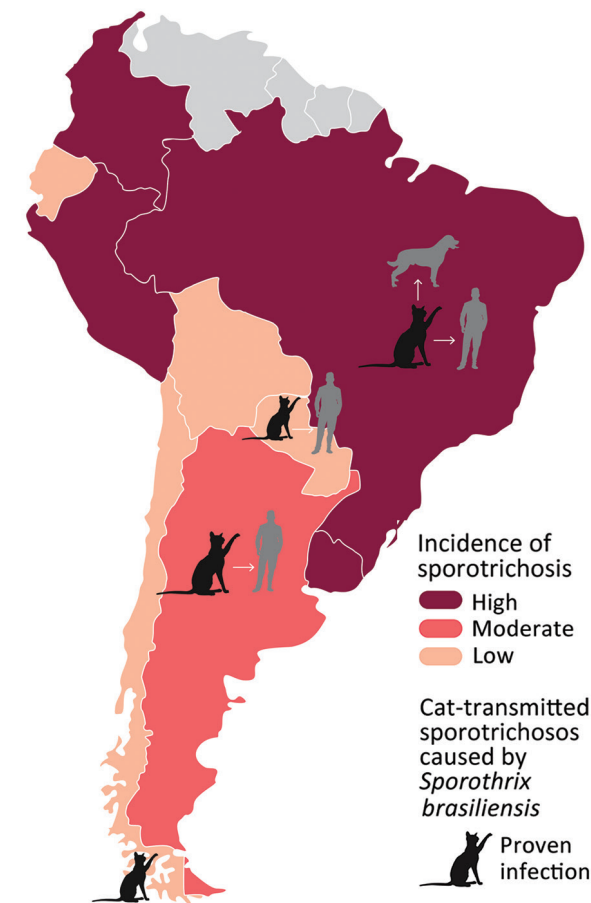 Incidence of
sporotrichosis
High
Moderate
Low
Cat-transmitted
sporotrichosos
caused by
Sporothrix
brasiliensis
Proven
infection